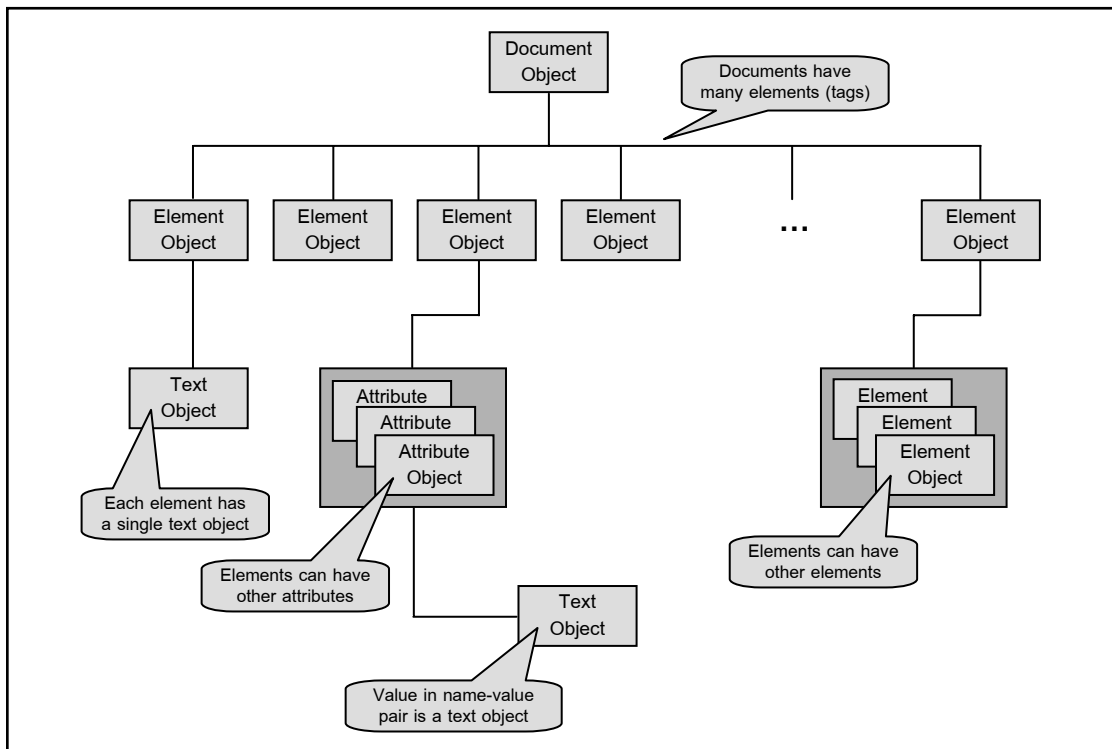 Document
Object
Documents have
many elements (tags)
Element
Object
Element
Object
Element
Object
Element
Object
...
Element
Object
Text
Object
Attribute
Attribute
Attribute
Object
Element
Element
Element
Object
Each element has
a single text object
Elements can have
other attributes
Elements can have
other elements
Text
Object
Value in name-value
pair is a text object